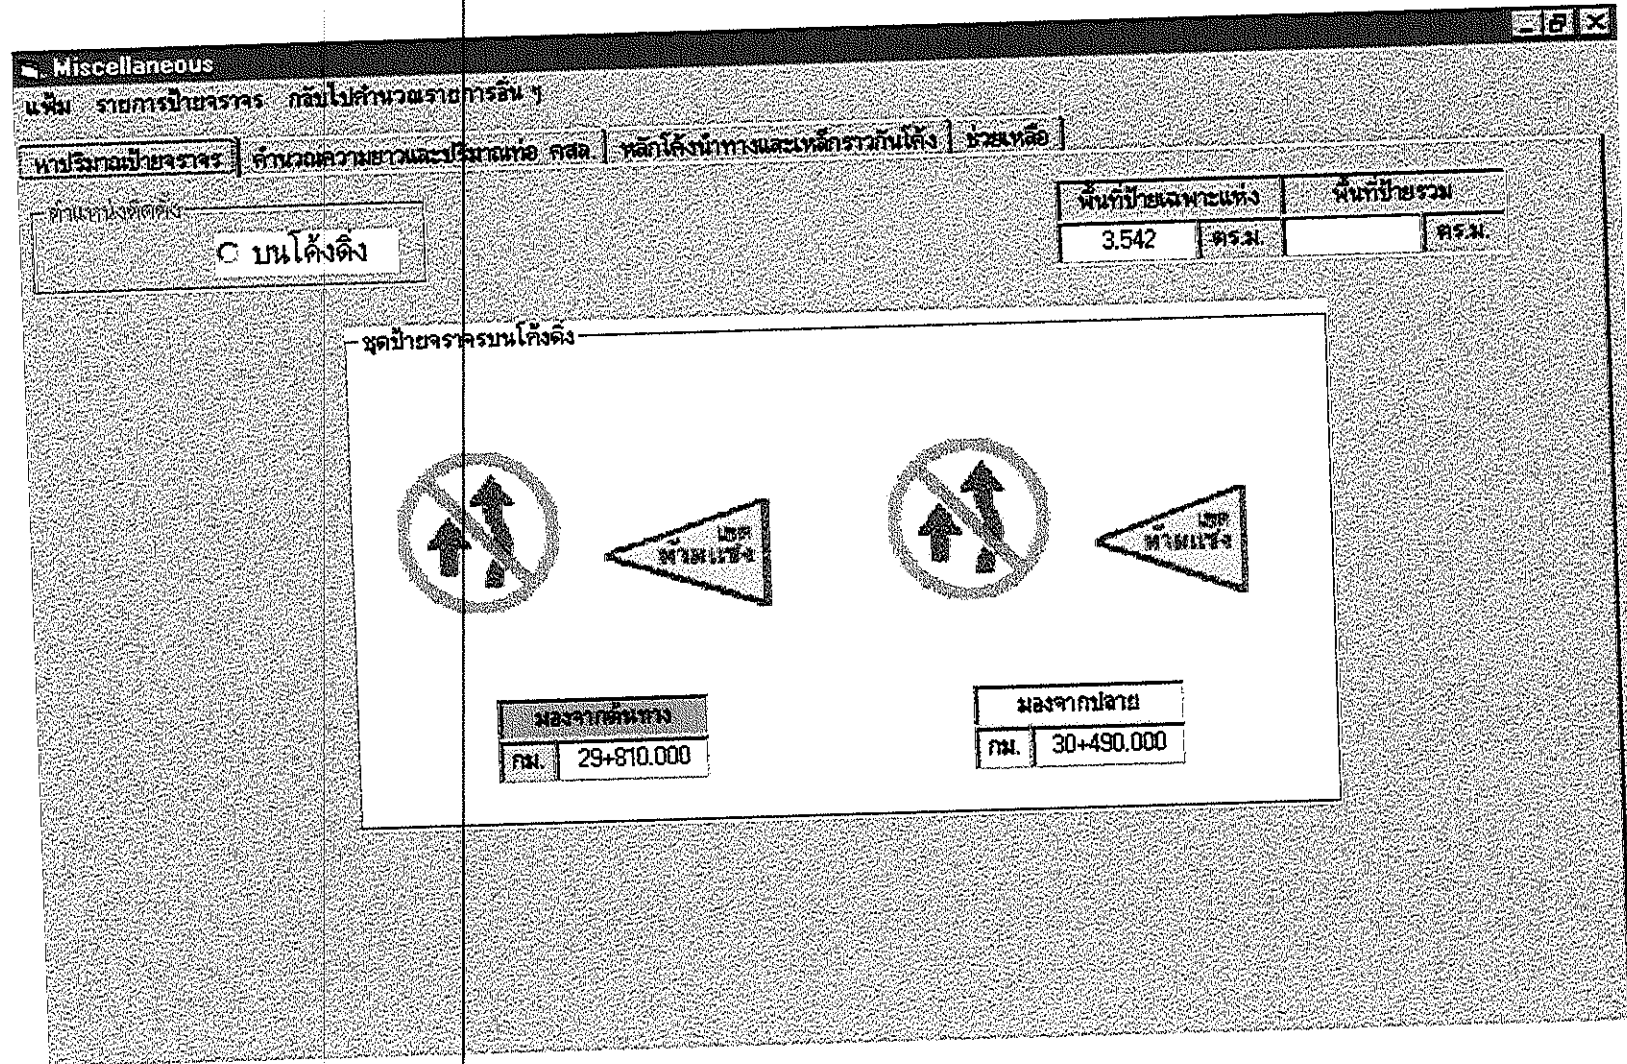 Miscellaneous
แฟ้ม รายการป้ายจราจร กลับไปคำนวณรายการอื่น ๆ
หาปริมาณป้ายจราจร คำนวณความยาวและปริมาณท่อ คสล. หลักโค้งนำทางและเหล็กราวกันโค้ง ช่วยเหลือ
ตำแหน่งติดตั้ง
บนโค้งดิ่ง
พื้นที่ป้ายเฉพาะแห่ง พื้นที่ป้ายรวม
3.542 ตร.ม. ตร.ม.
ชุดป้ายจราจรบนโค้งดิ่ง
เขต
ห้ามแซง
เขต
ห้ามแซง
มองจากต้นทาง
กม. 29+810.000
มองจากปลาย
กม. 30+490.000